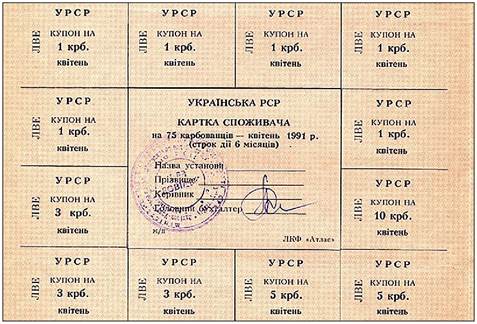 УРСР
ЛВЕ
КУПОН НА
1 крб.
квітень
УРСР
ЛВЕ
КУПОН НА
1 крб.
квітень
УРСР
ЛВЕ
КУПОН НА
1 крб.
квітень
УРСР
ЛВЕ
КУПОН НА
1 крб.
квітень
УРСР
ЛВЕ
КУПОН НА
1 крб.
квітень
УКРАЇНСЬКА РСР
КАРТКА СПОЖИВАЧА
на 75 карбованців — квітень 1991 р.
(строк дії 6 місяців)
Назва установи
Прізвище
Керівник
Головний бухгалтер
м/п
ЛКФ «Атлас»
УРСР
ЛВЕ
КУПОН НА
1 крб.
квітень
УРСР
ЛВЕ
КУПОН НА
3 крб.
квітень
УРСР
ЛВЕ
КУПОН НА
10 крб.
квітень
УРСР
ЛВЕ
КУПОН НА
3 крб.
квітень
УРСР
ЛВЕ
КУПОН НА
3 крб.
квітень
УРСР
ЛВЕ
КУПОН НА
5 крб.
квітень
УРСР
ЛВЕ
КУПОН НА
5 крб.
квітень